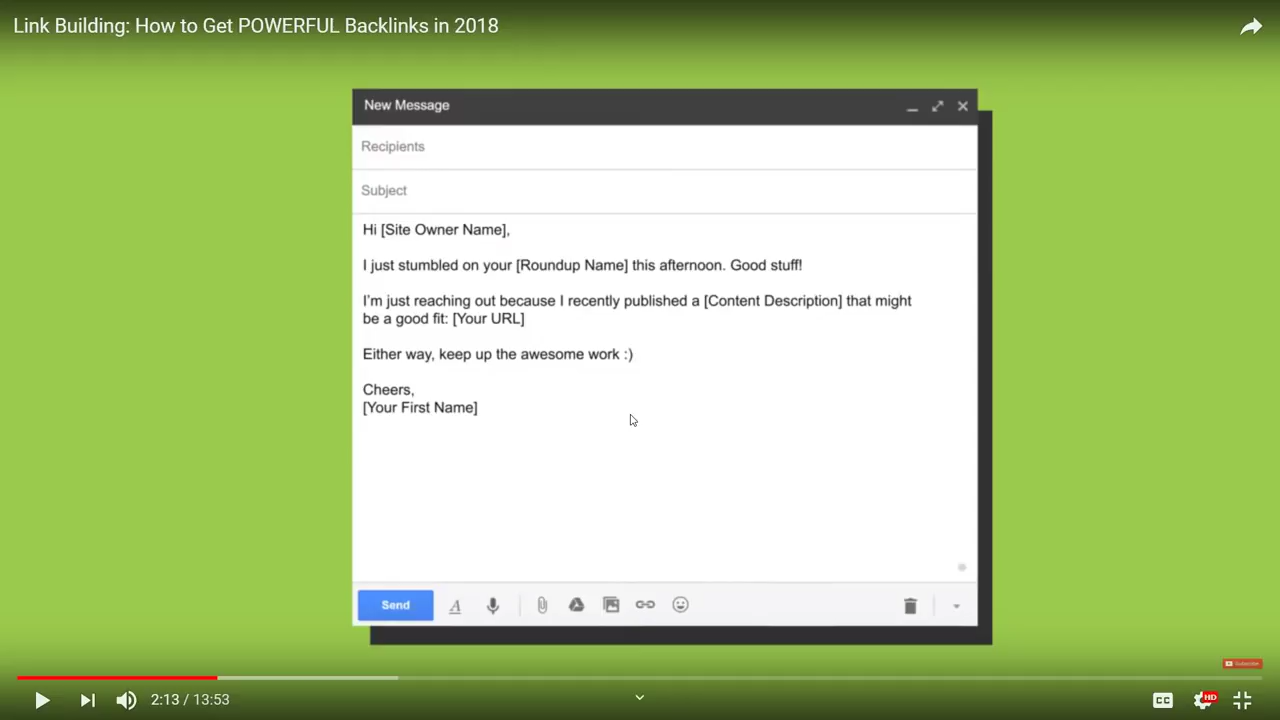 Link Building: How to Get POWERFUL Backlinks in 2018
New Message
Recipients
Subject
Hi [Site Owner Name],
I just stumbled on your [Roundup Name] this afternoon. Good stuff!
I'm just reaching out because I recently published a [Content Description] that might
be a good fit: [Your URL]
Either way, keep up the awesome work :)
Cheers,
[Your First Name]
Send
A
Subscribe
2:13 / 13:53
CC
HD